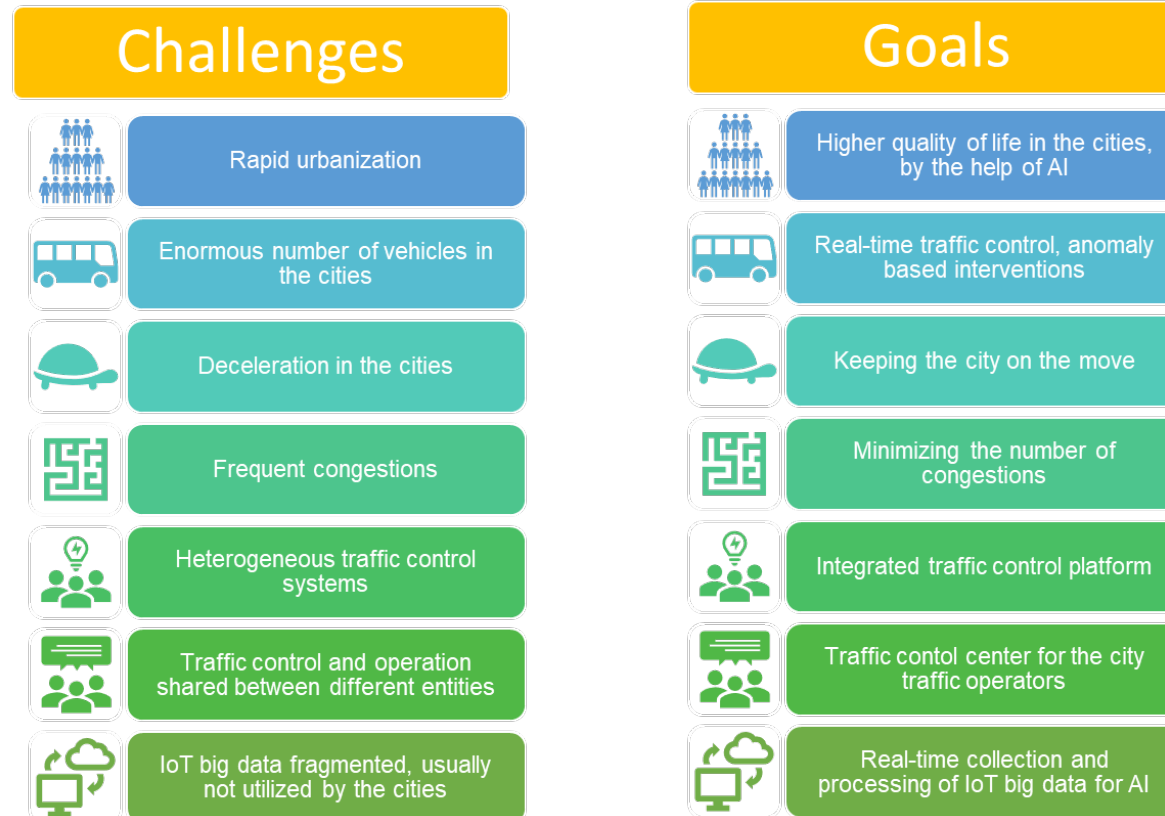 Challenges
Rapid urbanization
Enormous number of vehicles in
the cities
Deceleration in the cities
Frequent congestions
Heterogeneous traffic control
systems
Traffic control and operation
shared between different entities
IoT big data fragmented, usually
not utilized by the cities
Goals
Higher quality of life in the cities,
by the help of AI
Real-time traffic control, anomaly
based interventions
Keeping the city on the move
Minimizing the number of
congestions
Integrated traffic control platform
Traffic contol center for the city
traffic operators
Real-time collection and
processing of IoT big data for AI